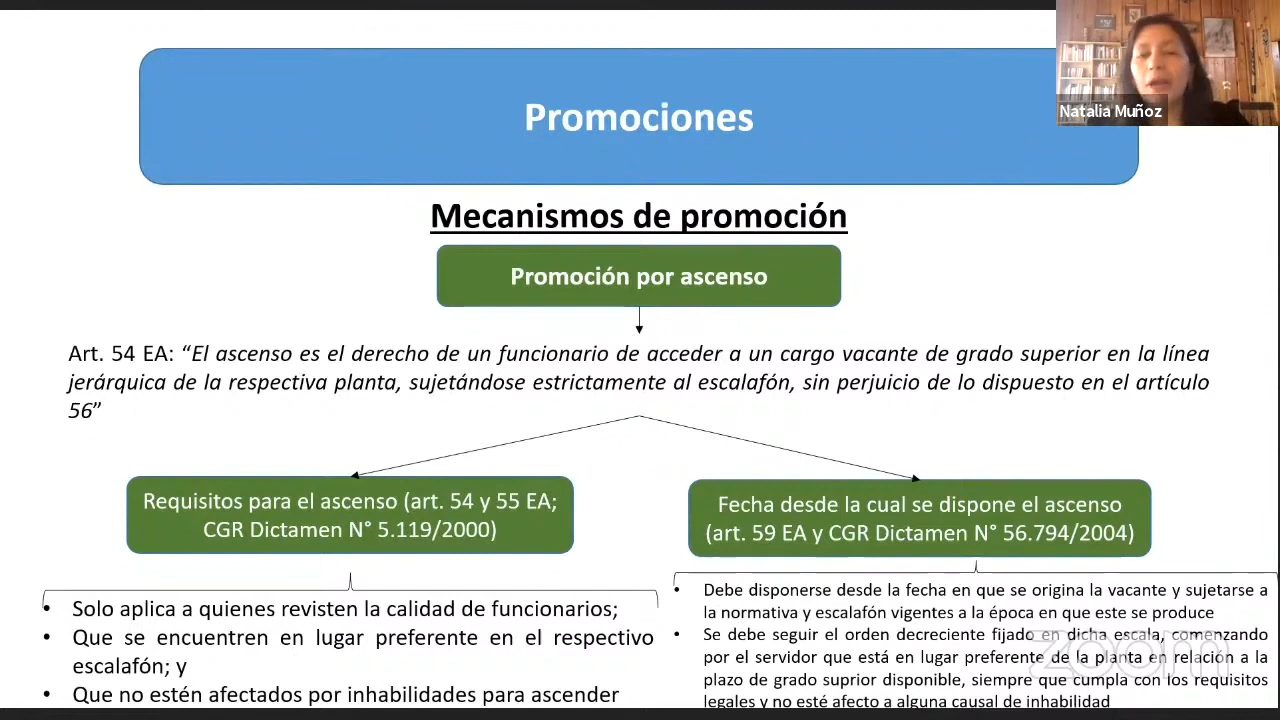 Promociones
Natalia Muñoz
Mecanismos de promoción
Promoción por ascenso
Art. 54 EA: “El ascenso es el derecho de un funcionario de acceder a un cargo vacante de grado superior en la línea
jerárquica de la respectiva planta, sujetándose estrictamente al escalafón, sin perjuicio de lo dispuesto en el artículo
56”
Requisitos para el ascenso (art. 54 y 55 EA;
CGR Dictamen N° 5.119/2000)
Fecha desde la cual se dispone el ascenso
(art. 59 EA y CGR Dictamen N° 56.794/2004)
• Solo aplica a quienes revisten la calidad de funcionarios;
• Que se encuentren en lugar preferente en el respectivo
escalafón; y
• Que no estén afectados por inhabilidades para ascender
• Debe disponerse desde la fecha en que se origina la vacante y sujetarse a
la normativa y escalafón vigentes a la época en que este se produce
• Se debe seguir el orden decreciente fijado en dicha escala, comenzando
por el servidor que está en lugar preferente de la planta en relación a la
plazo de grado suprior disponible, siempre que cumpla con los requisitos
legales y no esté afecto a alguna causal de inhabilidad
zoom